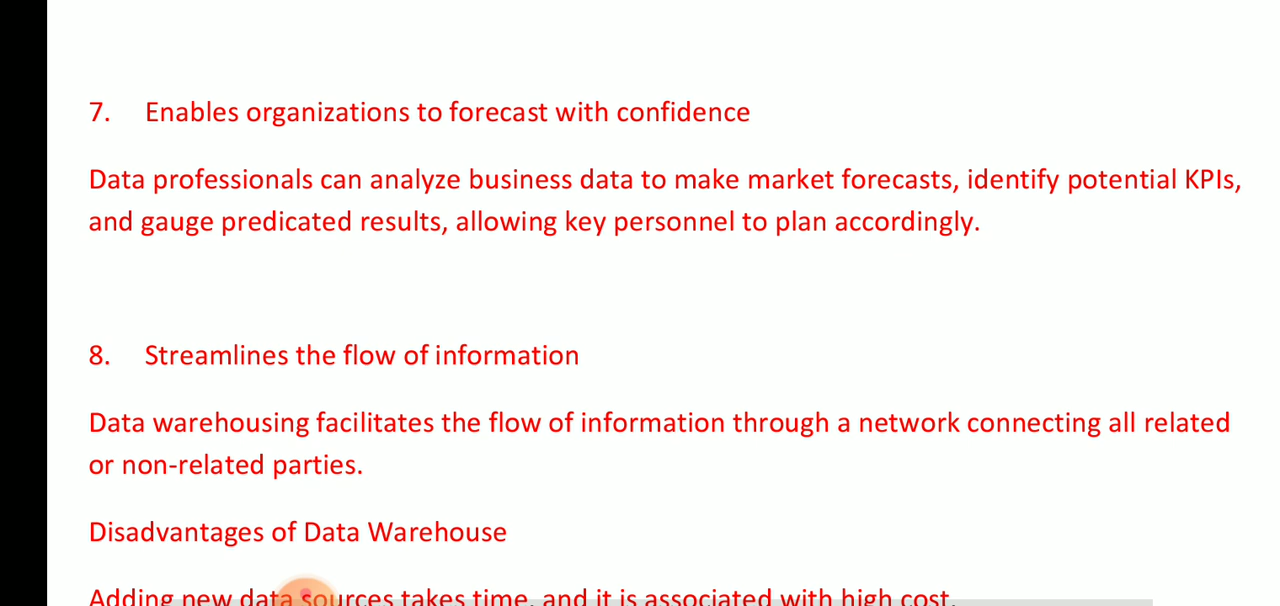 7. Enables organizations to forecast with confidence
Data professionals can analyze business data to make market forecasts, identify potential KPIs,
and gauge predicated results, allowing key personnel to plan accordingly.
8. Streamlines the flow of information
Data warehousing facilitates the flow of information through a network connecting all related
or non-related parties.
Disadvantages of Data Warehouse
Adding new data sources takes time, and it is associated with high cost.